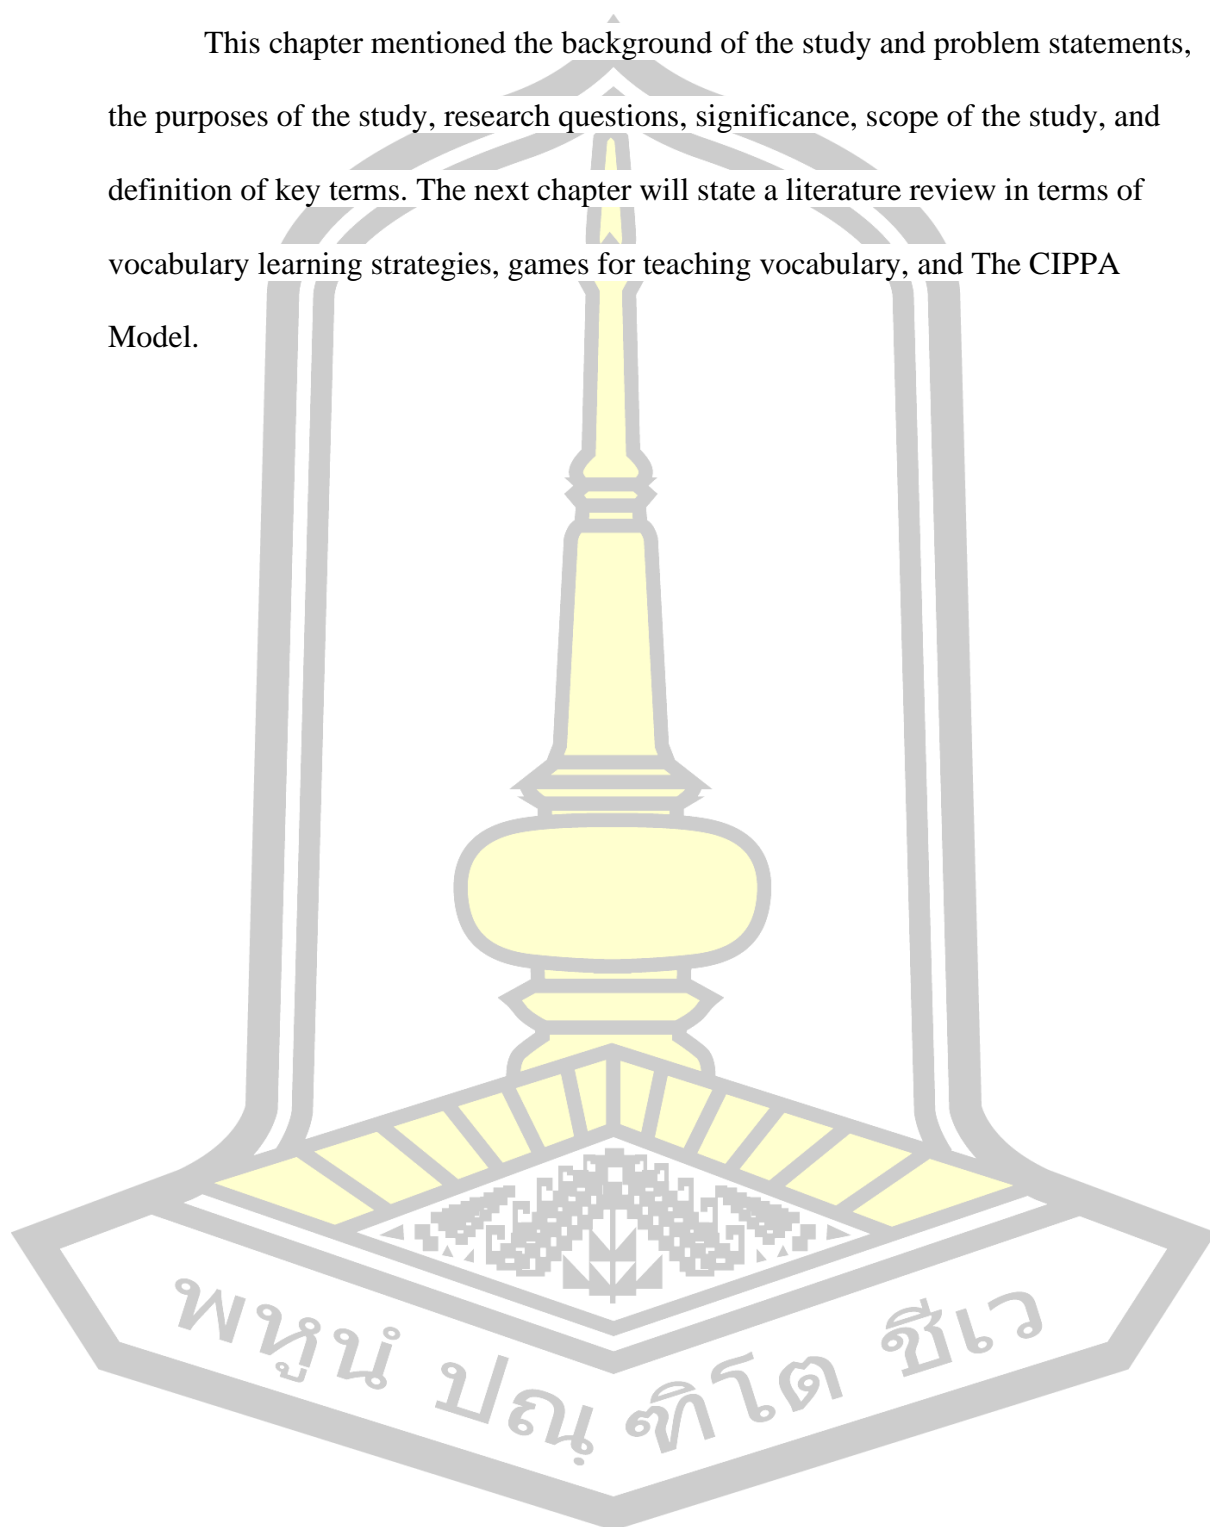 This chapter mentioned the background of the study and problem statements,
the purposes of the study, research questions, significance, scope of the study, and
definition of key terms. The next chapter will state a literature review in terms of
vocabulary learning strategies, games for teaching vocabulary, and The CIPPA
Model.
พหูนํ ปณฺฑิโต ชีเว